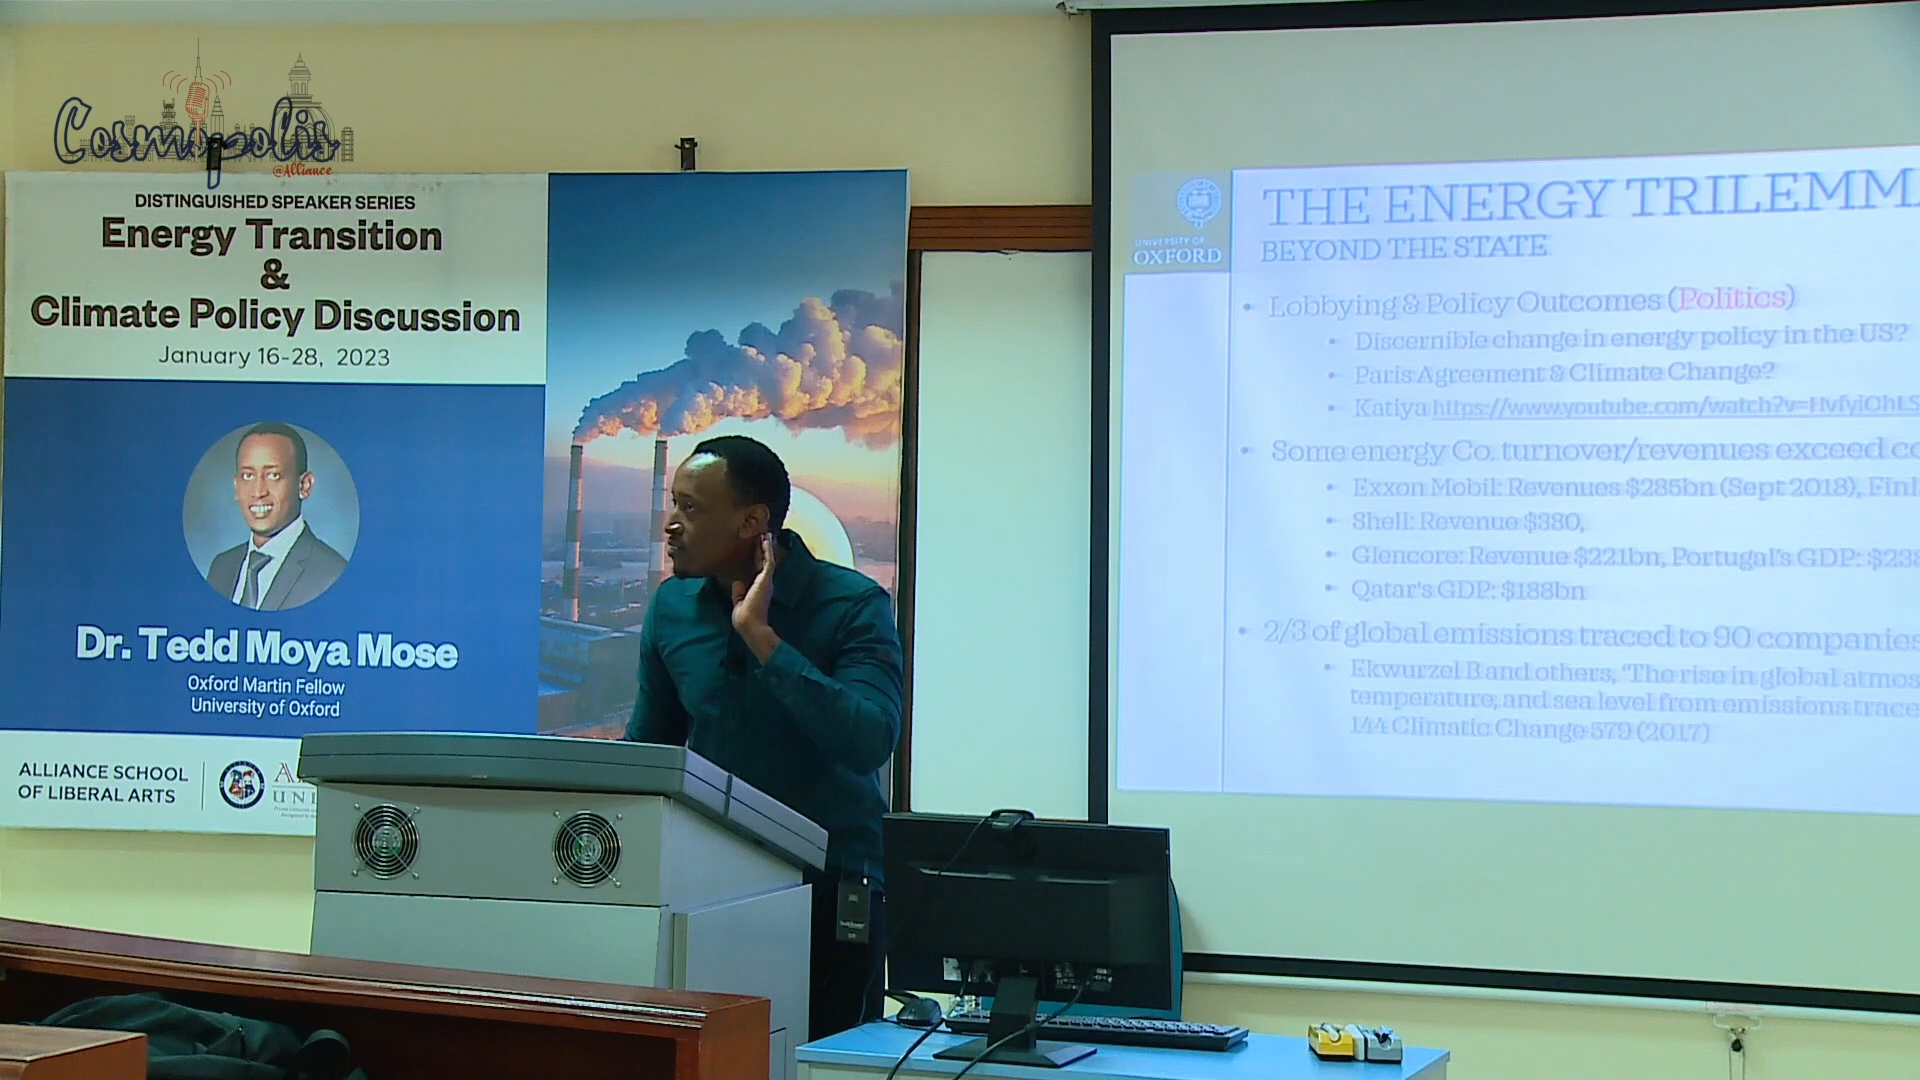 Cosmopolis
@Alliance
DISTINGUISHED SPEAKER SERIES
Energy Transition
&
Climate Policy Discussion
January 16-28, 2023
Dr. Tedd Moya Mose
Oxford Martin Fellow
University of Oxford
ALLIANCE SCHOOL
OF LIBERAL ARTS
UNIVERSITY OF
OXFORD
THE ENERGY TRILEMM
BEYOND THE STATE
• Lobbying & Policy Outcomes (Politics)
• Discernible change in energy policy in the US?
• Paris Agreement & Climate Change?
• Katiya https://www.youtube.com/watch?v=
• Some energy Co. turnover/revenues exceed
• Exxon Mobil: Revenues $285bn (Sept 2018),
• Shell: Revenue $380,
• Glencore: Revenue $221bn, Portugal's GDP:
• Qatar's GDP: $188bn
• 2/3 of global emissions traced to 90 companies
• Ekwurzel B and others, "The rise in global
temperature, and sea level from emissions
144 Climatic Change 579 (2017)